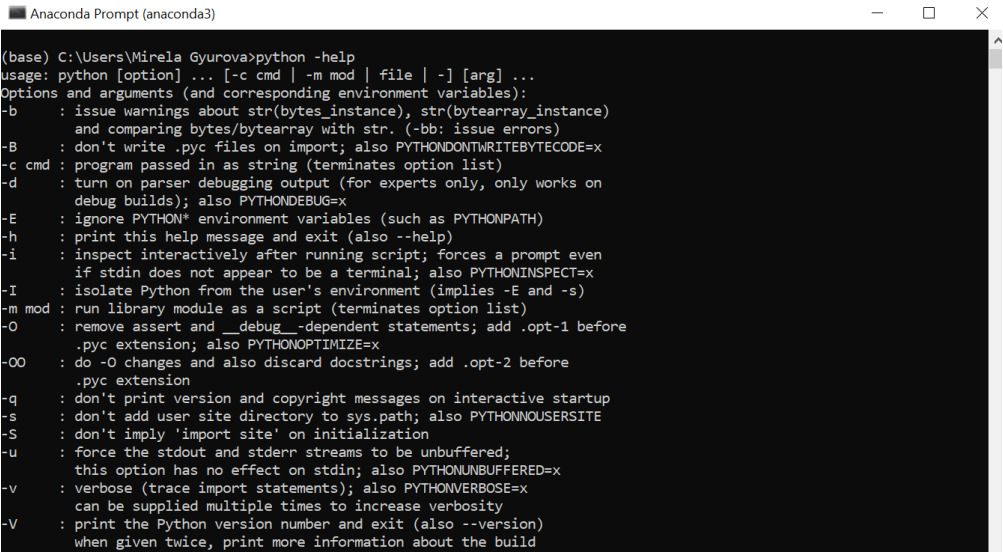 Anaconda Prompt (anaconda3)
(base) C:\Users\Mirela Gyurova>python -help
usage: python [option] ... [-c cmd | -m mod | file | -] [arg] ...
Options and arguments (and corresponding environment variables):
-b     : issue warnings about str(bytes_instance), str(bytearray_instance)
         and comparing bytes/bytearray with str. (-bb: issue errors)
-B     : don't write .pyc files on import; also PYTHONDONTWRITEBYTECODE=x
-c cmd : program passed in as string (terminates option list)
-d     : turn on parser debugging output (for experts only, only works on
         debug builds); also PYTHONDEBUG=x
-E     : ignore PYTHON* environment variables (such as PYTHONPATH)
-h     : print this help message and exit (also --help)
-i     : inspect interactively after running script; forces a prompt even
         if stdin does not appear to be a terminal; also PYTHONINSPECT=x
-I     : isolate Python from the user's environment (implies -E and -s)
-m mod : run library module as a script (terminates option list)
-O     : remove assert and __debug__-dependent statements; add .opt-1 before
         .pyc extension; also PYTHONOPTIMIZE=x
-OO    : do -O changes and also discard docstrings; add .opt-2 before
         .pyc extension
-q     : don't print version and copyright messages on interactive startup
-s     : don't add user site directory to sys.path; also PYTHONNOUSERSITE
-S     : don't imply 'import site' on initialization
-u     : force the stdout and stderr streams to be unbuffered;
         this option has no effect on stdin; also PYTHONUNBUFFERED=x
-v     : verbose (trace import statements); also PYTHONVERBOSE=x
         can be supplied multiple times to increase verbosity
-V     : print the Python version number and exit (also --version)
         when given twice, print more information about the build